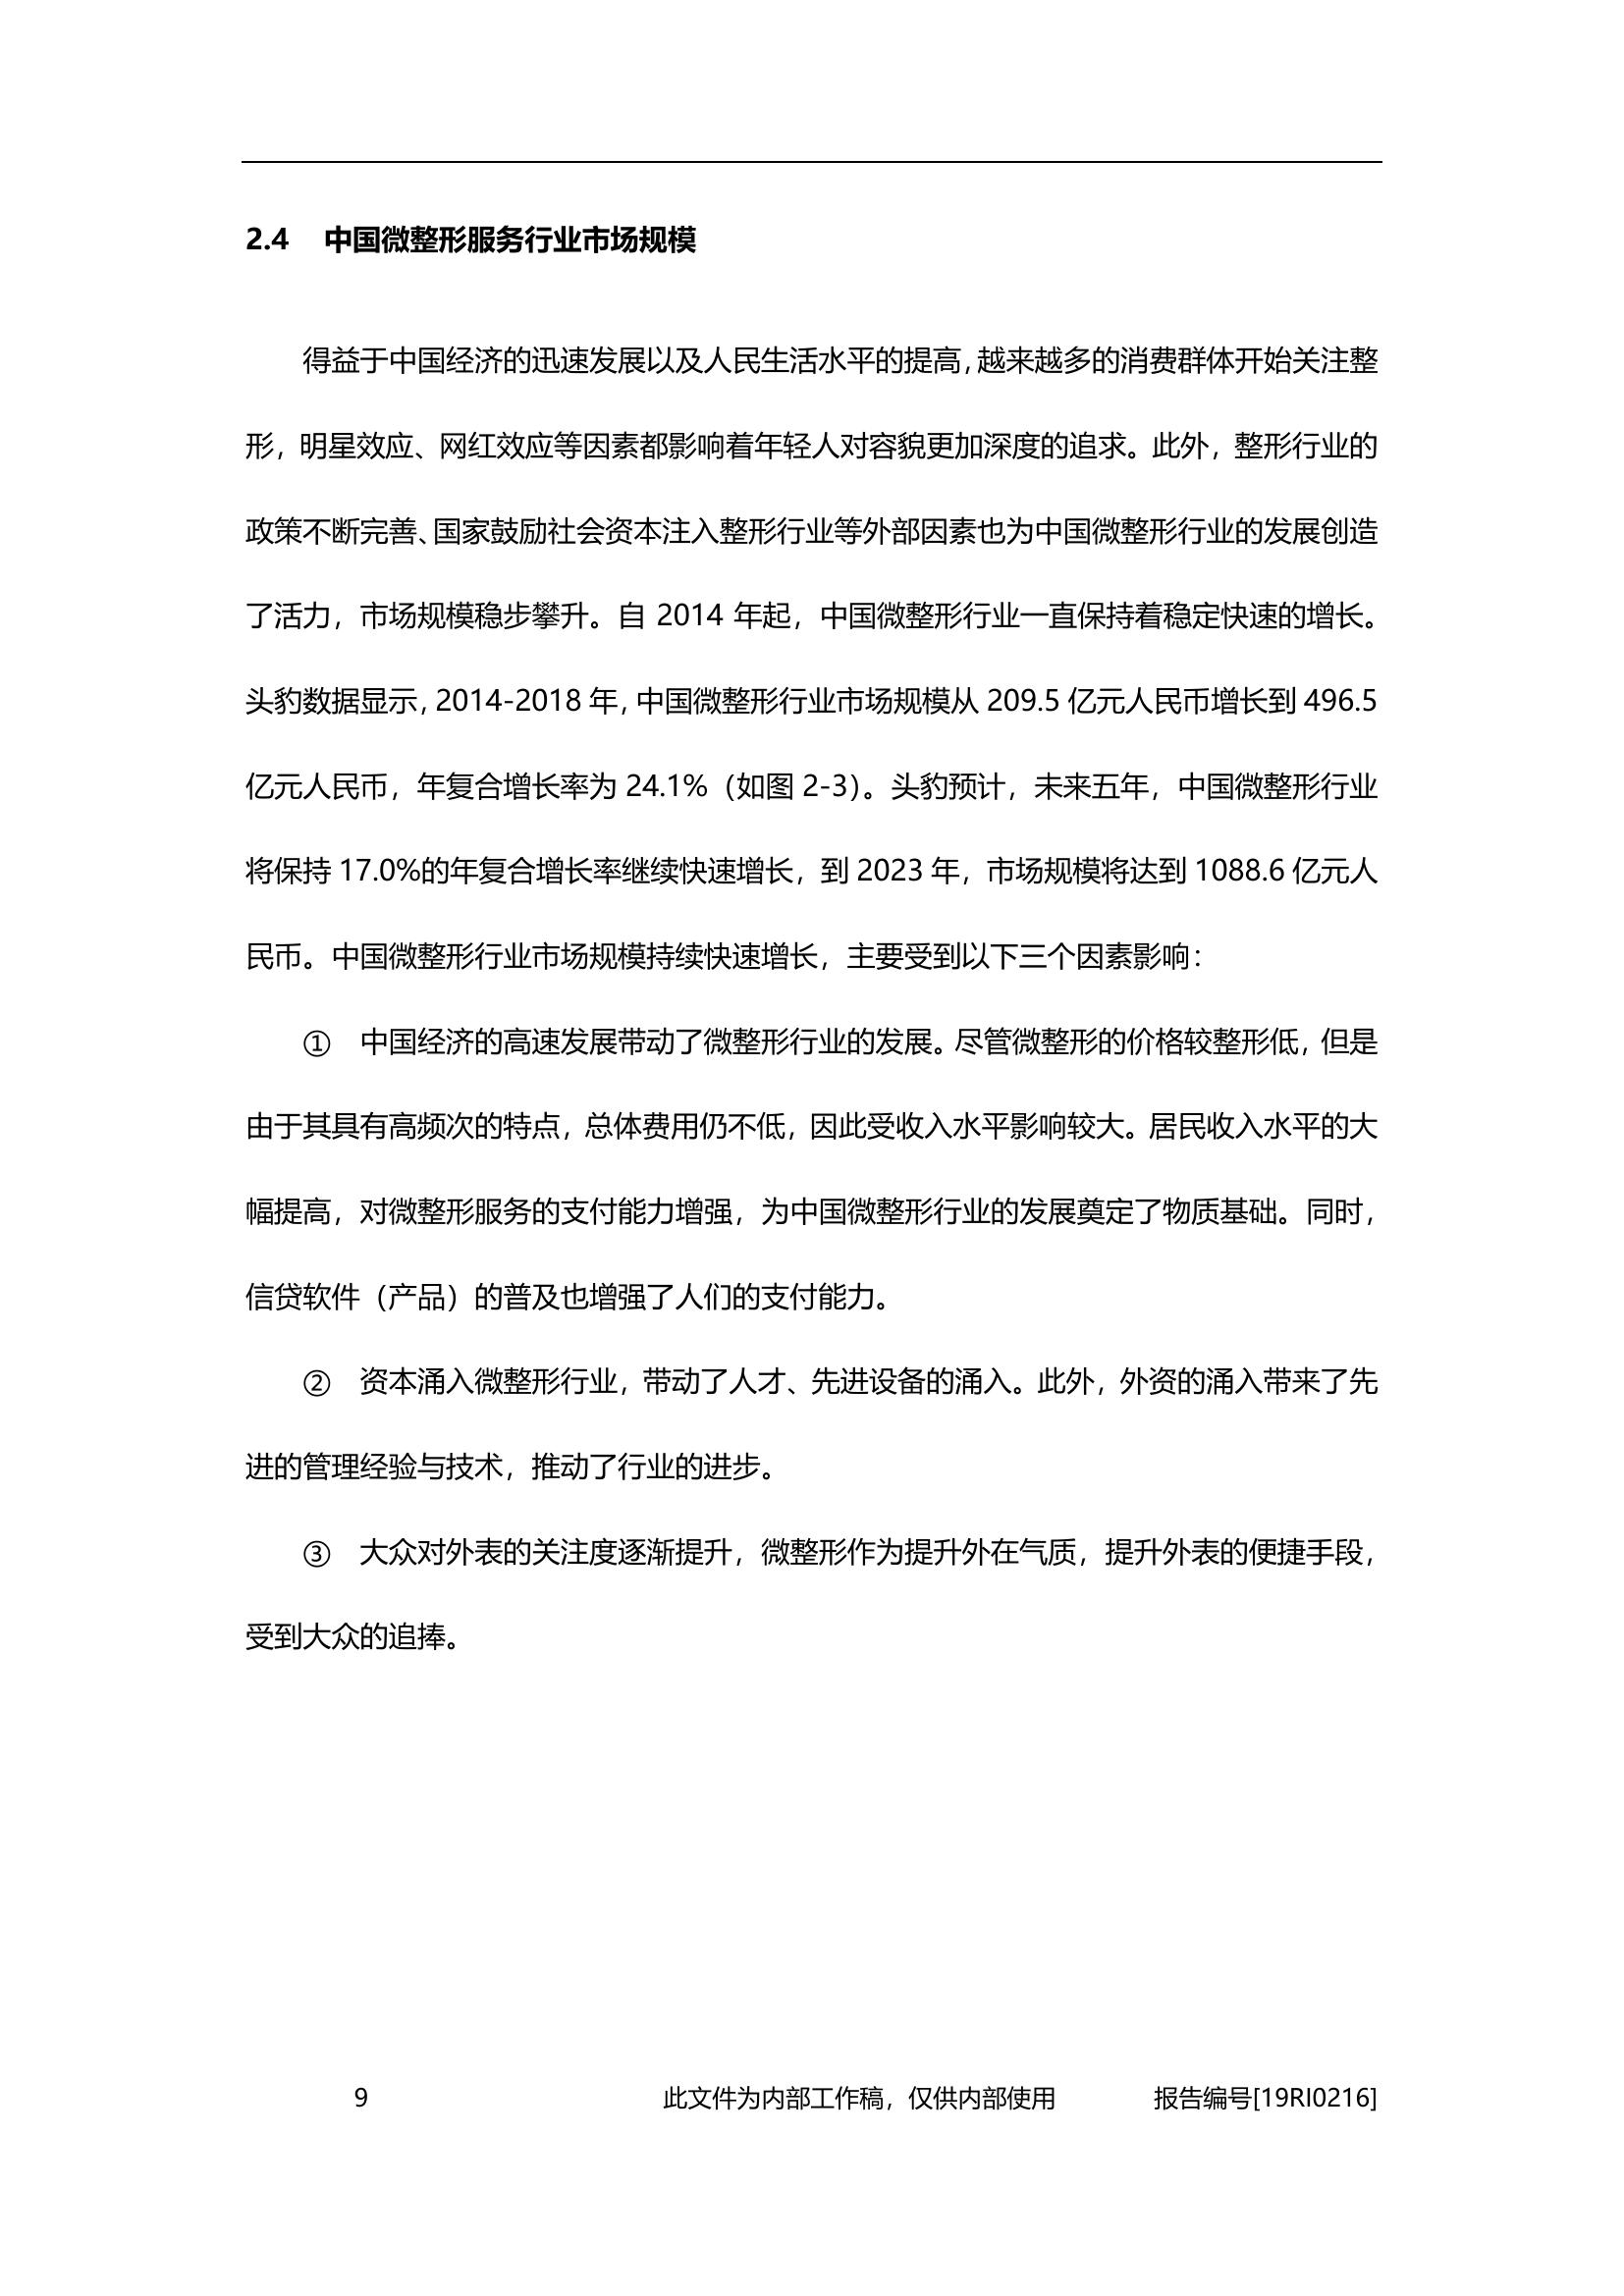 2.4 中国微整形服务行业市场规模
得益于中国经济的迅速发展以及人民生活水平的提高，越来越多的消费群体开始关注整
形，明星效应、网红效应等因素都影响着年轻人对容貌更加深度的追求。此外，整形行业的
政策不断完善、国家鼓励社会资本注入整形行业等外部因素也为中国微整形行业的发展创造
了活力，市场规模稳步攀升。自 2014 年起，中国微整形行业一直保持着稳定快速的增长。
头豹数据显示，2014-2018 年，中国微整形行业市场规模从 209.5 亿元人民币增长到 496.5
亿元人民币，年复合增长率为 24.1%（如图 2-3）。头豹预计，未来五年，中国微整形行业
将保持 17.0%的年复合增长率继续快速增长，到 2023 年，市场规模将达到 1088.6 亿元人
民币。中国微整形行业市场规模持续快速增长，主要受到以下三个因素影响：
① 中国经济的高速发展带动了微整形行业的发展。尽管微整形的价格较整形低，但是
由于其具有高频次的特点，总体费用仍不低，因此受收入水平影响较大。居民收入水平的大
幅提高，对微整形服务的支付能力增强，为中国微整形行业的发展奠定了物质基础。同时，
信贷软件（产品）的普及也增强了人们的支付能力。
② 资本涌入微整形行业，带动了人才、先进设备的涌入。此外，外资的涌入带来了先
进的管理经验与技术，推动了行业的进步。
③ 大众对外表的关注度逐渐提升，微整形作为提升外在气质，提升外表的便捷手段，
受到大众的追捧。
9 此文件为内部工作稿，仅供内部使用 报告编号[19RI0216]